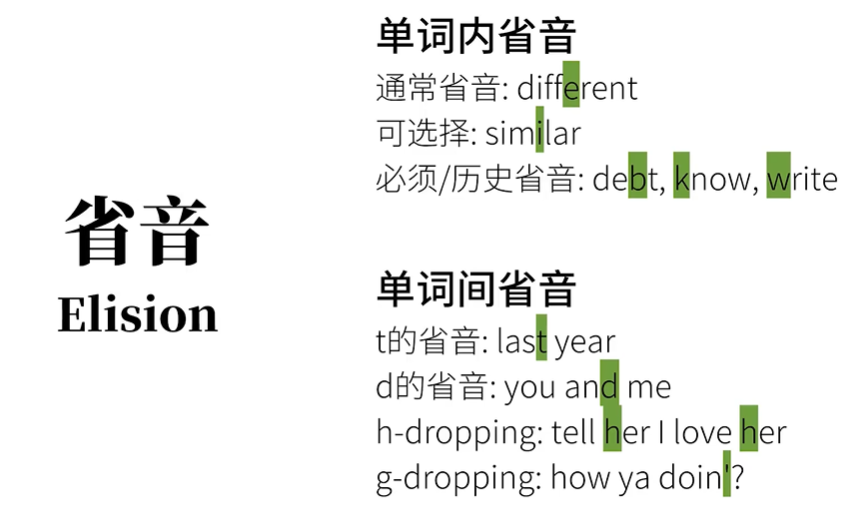 省音
Elision
单词内省音
通常省音: different
可选择: similar
必须/历史省音: debt, know, write
单词间省音
t的省音: last year
d的省音: you and me
h-dropping: tell her I love her
g-dropping: how ya doin'?